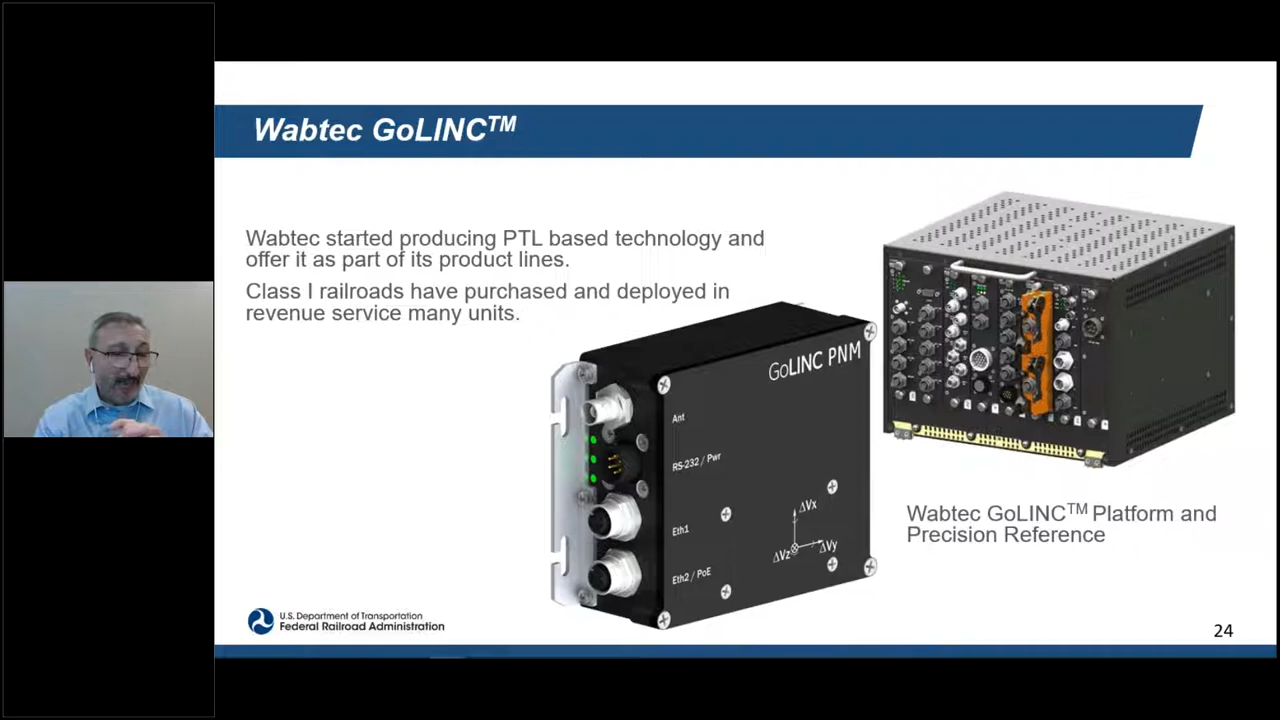 Wabtec GoLINC™
Wabtec started producing PTL based technology and
offer it as part of its product lines.
Class I railroads have purchased and deployed in
revenue service many units.
GoLINC PNM
Ant
RS-232 / Pwr
Eth1
Eth2 / PoE
ΔVx
ΔVz
ΔVy
Wabtec GoLINC™ Platform and
Precision Reference
U.S. Department of Transportation
Federal Railroad Administration
24